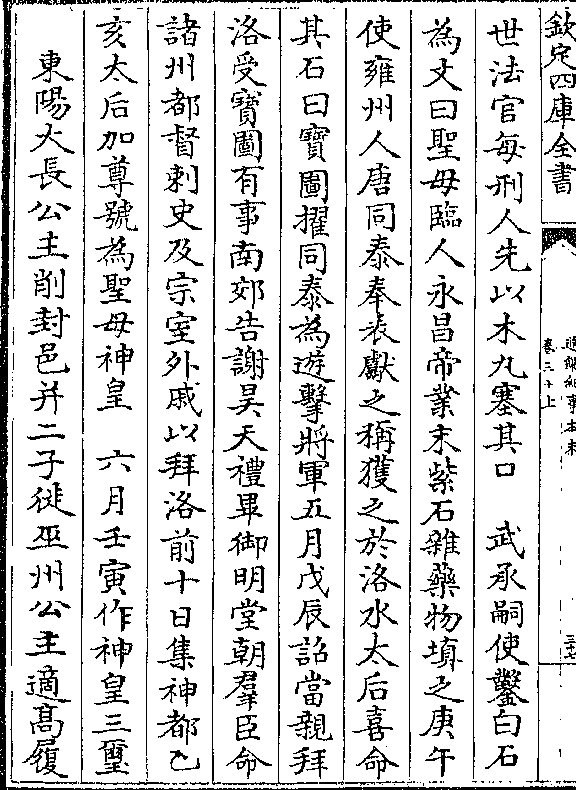 欽定四庫全書
通鑑紀事本末
卷三十上
三十七
世法官每刑人先以木丸塞其口　武承嗣使鑿白石
為文曰聖母臨人永昌帝業末紫石雜藥物填之庚午
使雍州人唐同泰奉表獻之稱獲之於洛水太后喜命
其石曰寶圖擢同泰為遊擊將軍五月戊辰詔當親拜
洛受寶圖有事南郊告謝昊天禮畢御明堂朝羣臣命
諸州都督刺史及宗室外戚以拜洛前十日集神都乙
亥太后加尊號為聖母神皇　六月壬寅作神皇三璽
東陽大長公主削封邑并二子徙巫州公主適高履